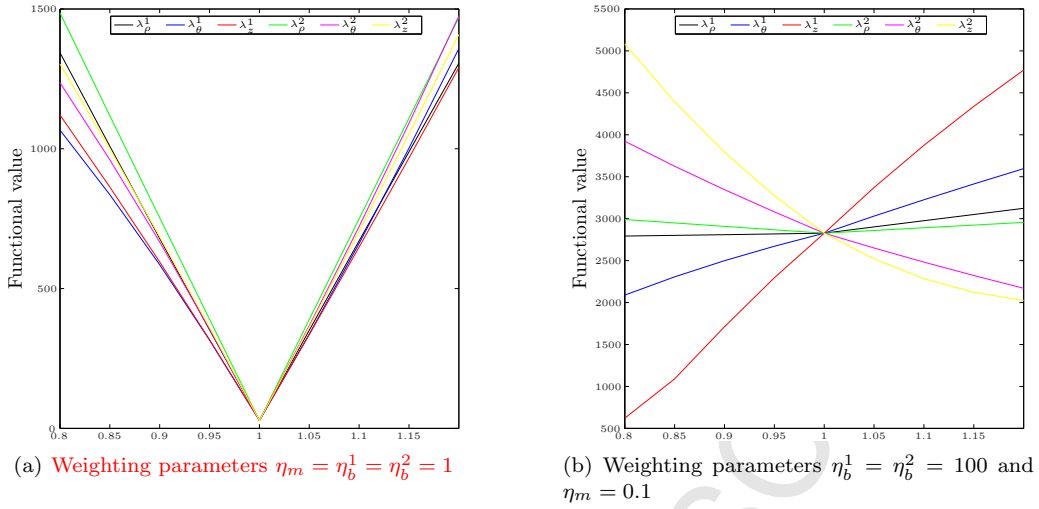 1500
λ_ρ^1 λ_θ^1 λ_z^1 λ_ρ^2 λ_θ^2 λ_z^2
1000
500
0
0.8 0.85 0.9 0.95 1 1.05 1.1 1.15
Functional value
(a) Weighting parameters η_m = η_b^1 = η_b^2 = 1
5500
λ_ρ^1 λ_θ^1 λ_z^1 λ_ρ^2 λ_θ^2 λ_z^2
5000
4500
4000
3500
3000
2500
2000
1500
1000
500
0.8 0.85 0.9 0.95 1 1.05 1.1 1.15
Functional value
(b) Weighting parameters η_b^1 = η_b^2 = 100 and
η_m = 0.1